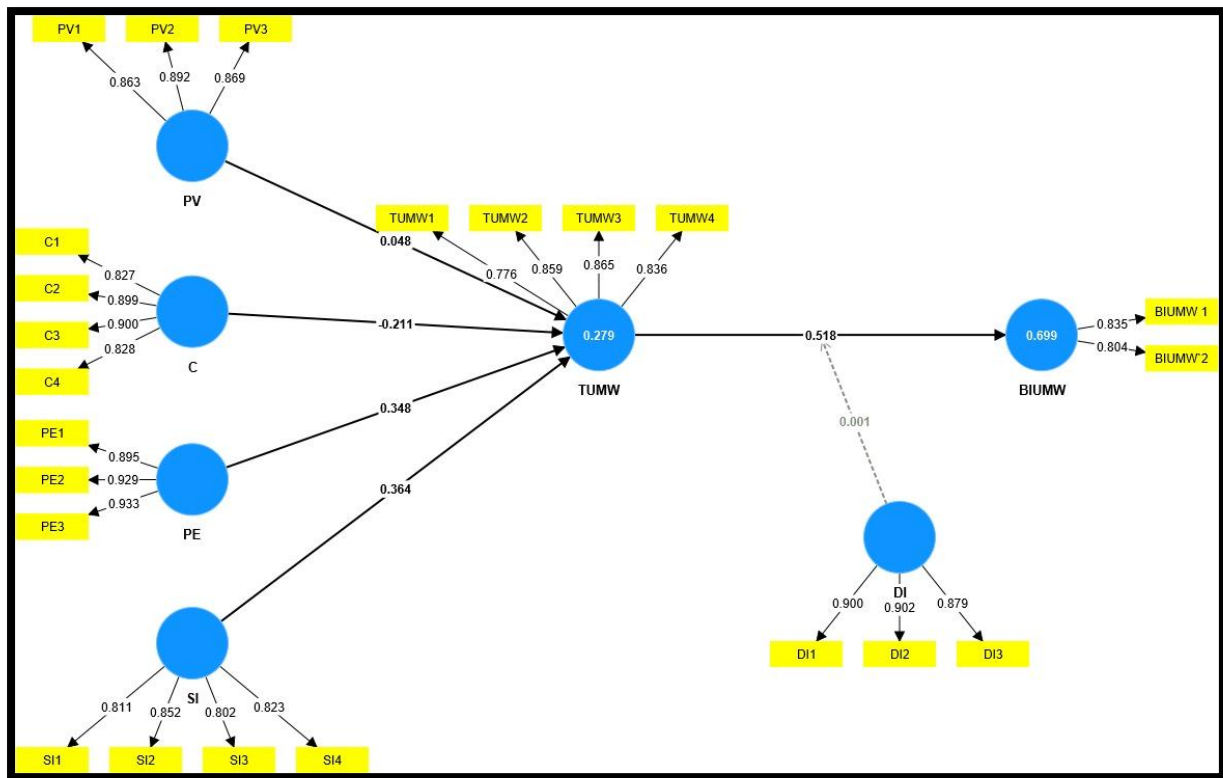 PV1
PV2
PV3
0.863
0.892
0.869
PV
TUMW1
TUMW2
TUMW3
TUMW4
0.048
0.776
0.859
0.865
0.836
C1
C2
C3
C4
0.827
0.899
0.900
0.828
C
-0.211
0.279
TUMW
0.518
0.699
BIUMW
0.835
0.804
BIUMW 1
BIUMW`2
PE1
PE2
PE3
0.895
0.929
0.933
PE
0.348
0.364
0.001
DI
0.900
0.902
0.879
DI1
DI2
DI3
SI
0.811
0.852
0.802
0.823
SI1
SI2
SI3
SI4